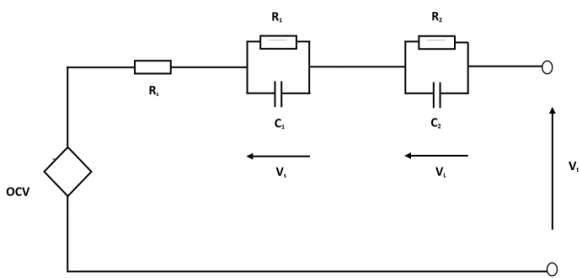 R₁
R₂
Rₛ
C₁
C₂
Vₛ
V_L
Vₜ
OCV